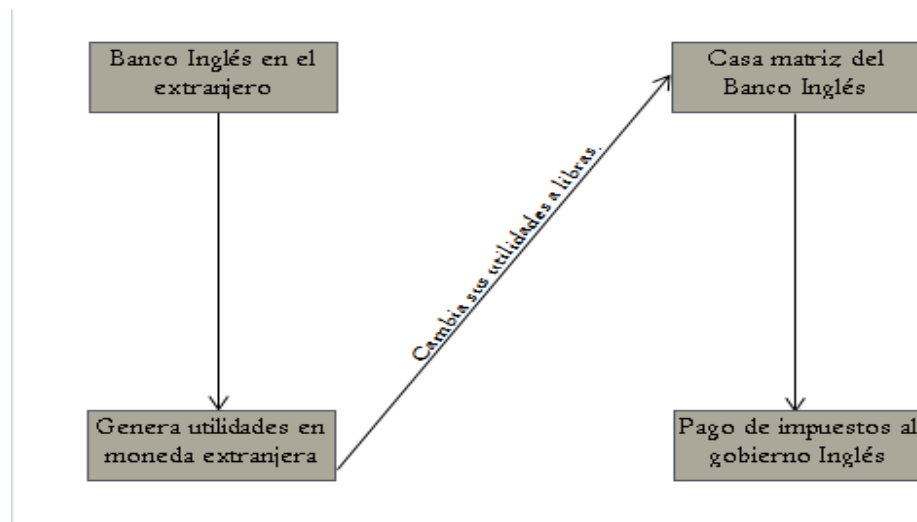 Banco Inglés en el
extranjero
Casa matriz del
Banco Inglés
Cambia sus utilidades a libras.
Genera utilidades en
moneda extranjera
Pago de impuestos al
gobierno Inglés